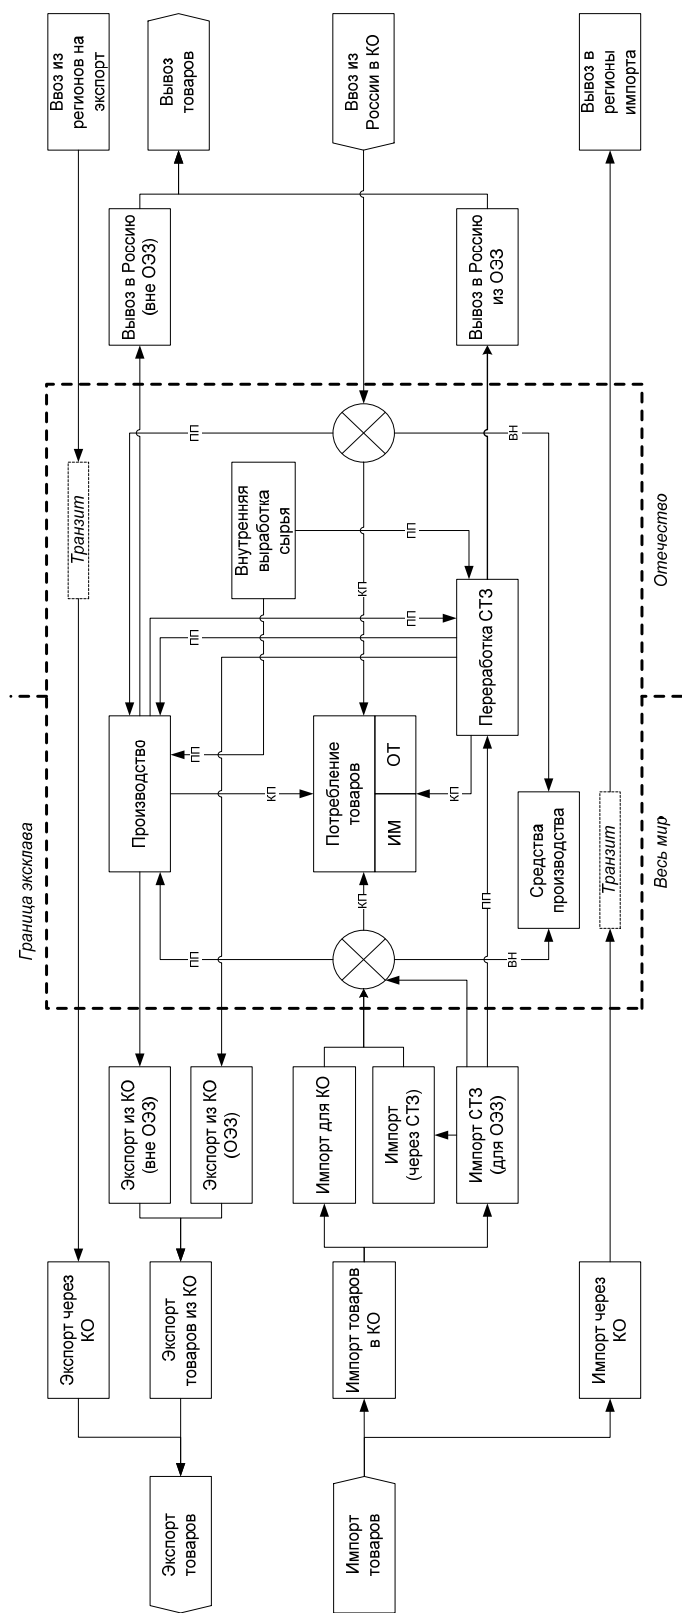 Экспорт
товаров
Экспорт через
КО
Экспорт
товаров из КО
Экспорт из КО
(вне ОЭЗ)
Экспорт из КО
(ОЭЗ)
Импорт
товаров
Импорт товаров
в КО
Импорт через
КО
Импорт для КО
Импорт
(через СТЗ)
Импорт СТЗ
(для ОЭЗ)
Граница эксклава
Весь мир
Отечество
Производство
Потребление
товаров
ИМ
ОТ
Средства
производства
Транзит
Транзит
Переработка СТЗ
Внутренняя
выработка
сырья
ПП
КП
ВН
ПП
ПП
КП
КП
ПП
ПП
ПП
КП
ПП
ВН
Вывоз в Россию
(вне ОЭЗ)
Вывоз в Россию
из ОЭЗ
Ввоз из
регионов на
экспорт
Вывоз
товаров
Ввоз из
России в КО
Вывоз в
регионы
импорта